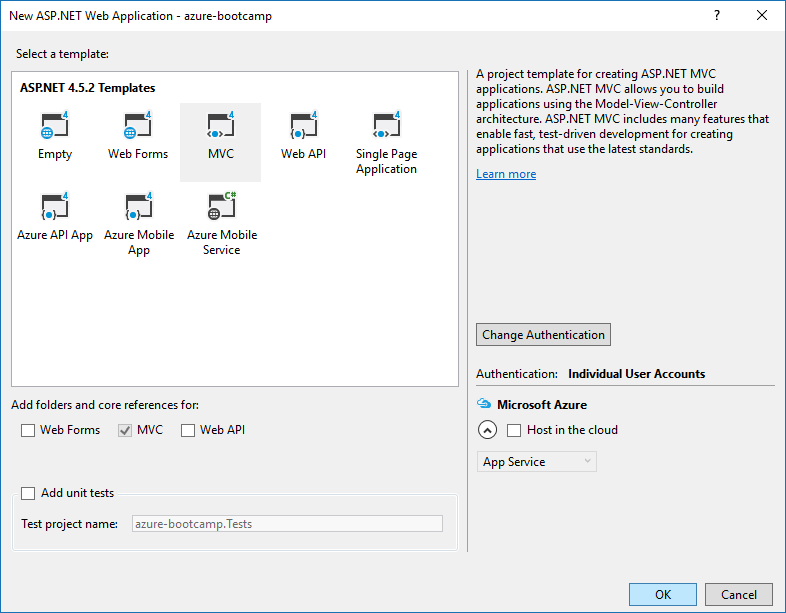 New ASP.NET Web Application - azure-bootcamp
?
Select a template:
ASP.NET 4.5.2 Templates
4
4
4
4
4
Empty
Web Forms
MVC
Web API
Single Page
Application
4
4
C#
Azure API App
Azure Mobile
App
Azure Mobile
Service
A project template for creating ASP.NET MVC
applications. ASP.NET MVC allows you to build
applications using the Model-View-Controller
architecture. ASP.NET MVC includes many features that
enable fast, test-driven development for creating
applications that use the latest standards.
Learn more
Change Authentication
Authentication: Individual User Accounts
Microsoft Azure
Host in the cloud
App Service
Add folders and core references for:
Web Forms
MVC
Web API
Add unit tests
Test project name: azure-bootcamp.Tests
OK
Cancel